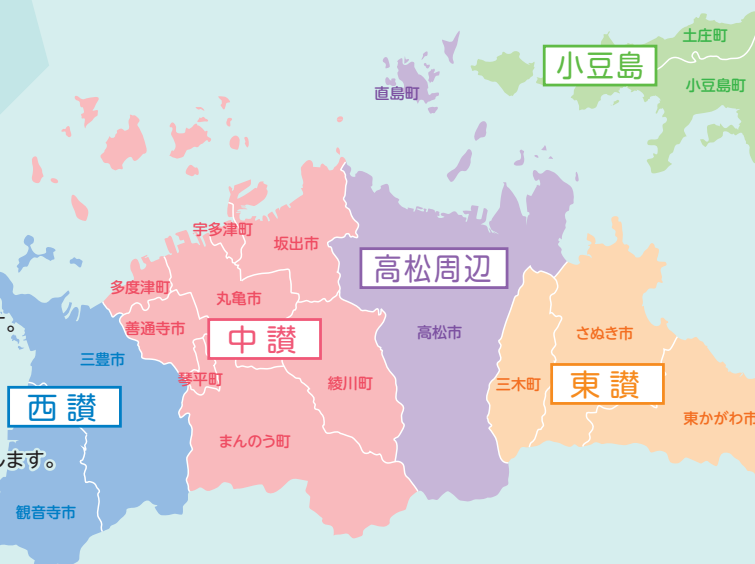 土庄町
小豆島
小豆島町
直島町
宇多津町
坂出市
高松周辺
多度津町
丸亀市
善通寺市
中讃
高松市
さぬき市
す。
三豊市
琴平町
綾川町
三木町
東讃
西讃
東かがわ市
まんのう町
します。
観音寺市